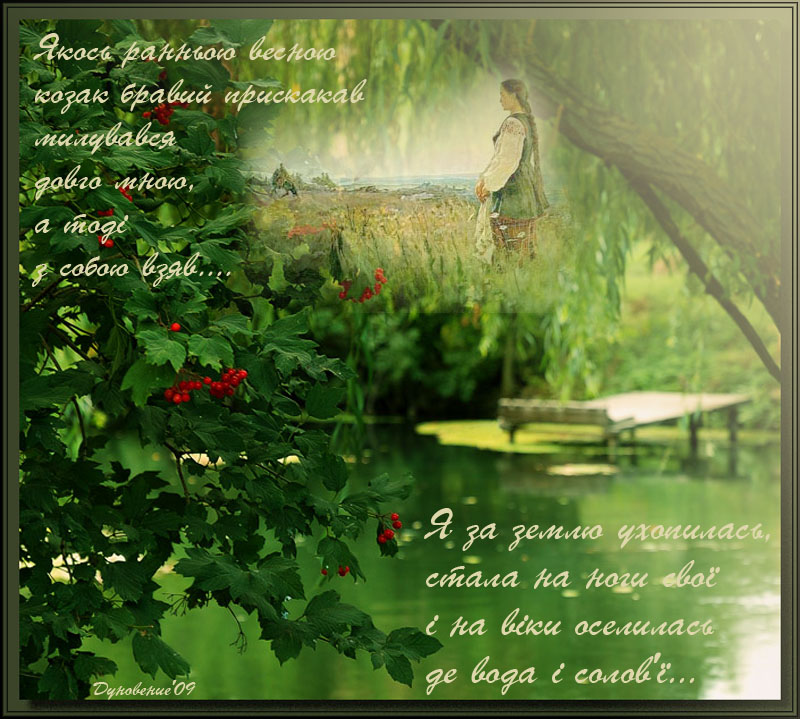 Якось ранньою весною
козак бравий прискакав
милувався
довго мною,
а тоді
з собою взяв....
Я за землю ухопилась,
стала на ноги свої
і на віки оселилась
де вода і солов'ї...
Дуновение'09